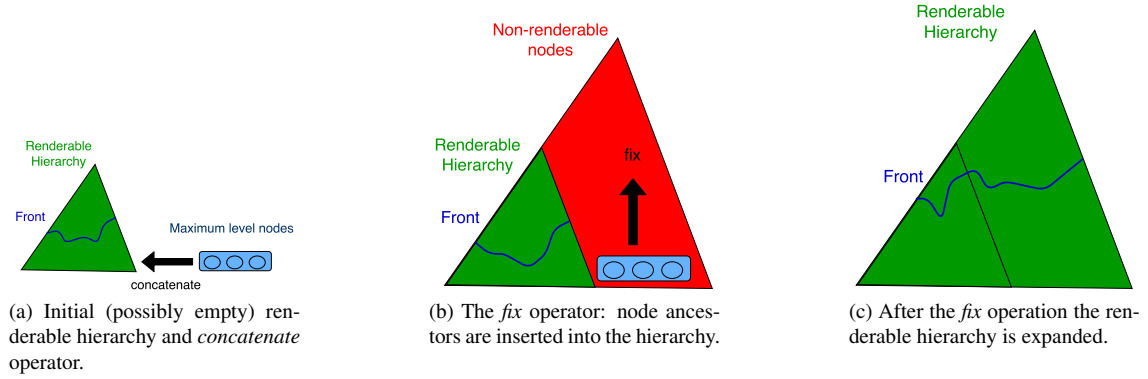 Renderable
Hierarchy
Front
Maximum level nodes
concatenate
(a) Initial (possibly empty) ren-
derable hierarchy and concatenate
operator.
Non-renderable
nodes
Renderable
Hierarchy
fix
Front
(b) The fix operator: node ances-
tors are inserted into the hierarchy.
Renderable
Hierarchy
Front
(c) After the fix operation the ren-
derable hierarchy is expanded.